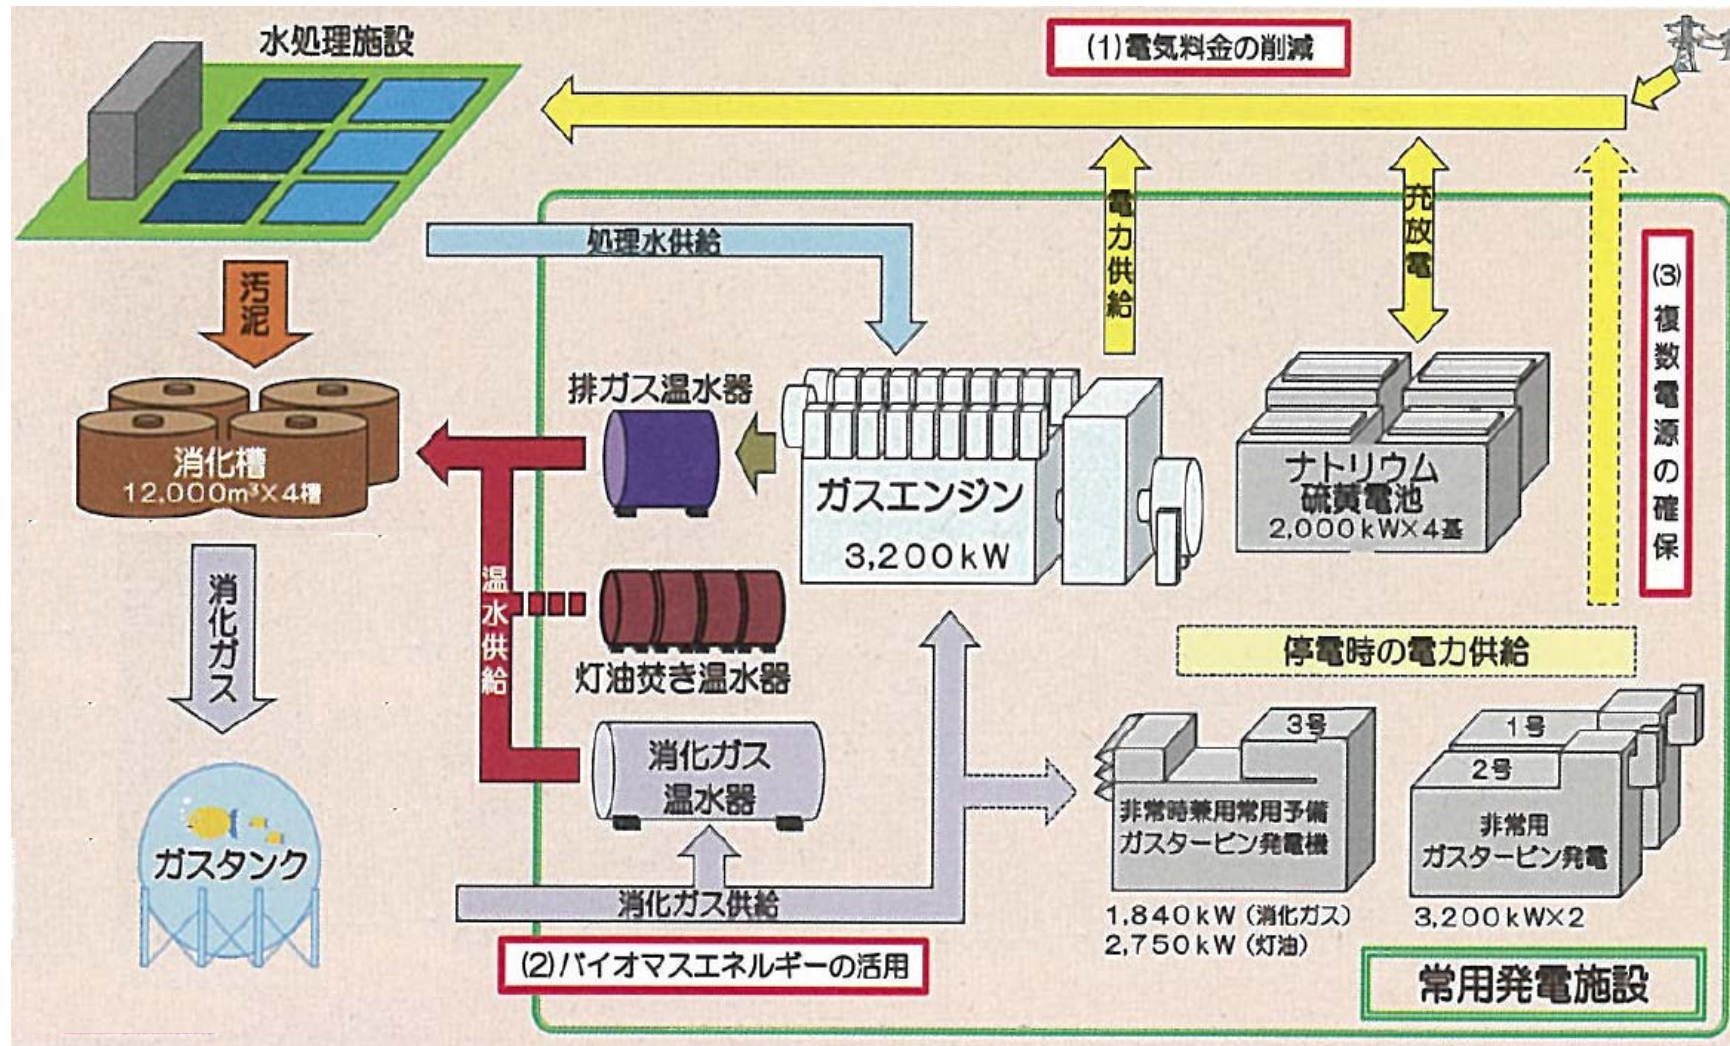 水処理施設
(1)電気料金の削減
処理水供給
電力供給
充放電
(3)複数電源の確保
汚泥
排ガス温水器
消化槽
12,000m³×4槽
ガスエンジン
3,200kW
ナトリウム
硫黄電池
2,000kW×4基
消化ガス
温水供給
灯油焚き温水器
停電時の電力供給
消化ガス
温水器
3号
非常時兼用常用予備
ガスタービン発電機
1号
2号
非常用
ガスタービン発電
ガスタンク
消化ガス供給
1,840kW(消化ガス)
2,750kW(灯油)
3,200kW×2
(2)バイオマスエネルギーの活用
常用発電施設